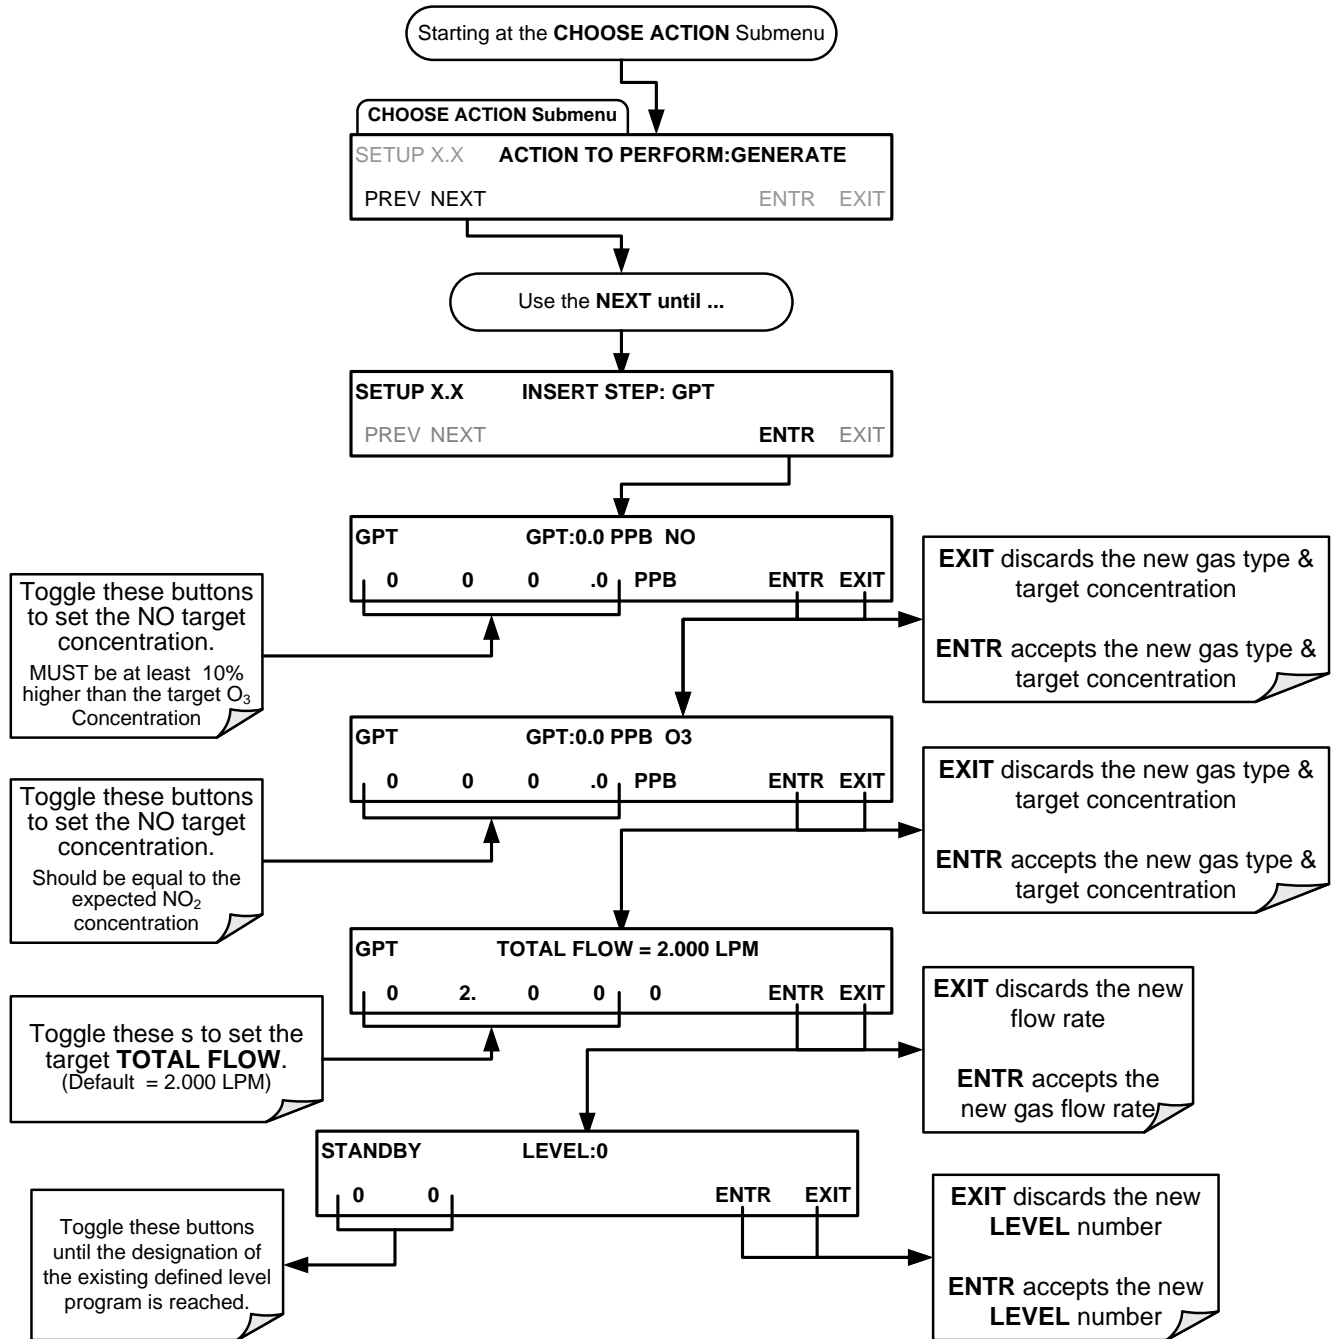 Starting at the CHOOSE ACTION Submenu
CHOOSE ACTION Submenu
SETUP X.X ACTION TO PERFORM:GENERATE
PREV NEXT ENTR EXIT
Use the NEXT until ...
SETUP X.X INSERT STEP: GPT
PREV NEXT ENTR EXIT
GPT GPT:0.0 PPB NO
0 0 0 .0 PPB ENTR EXIT
Toggle these buttons
to set the NO target
concentration.
MUST be at least 10%
higher than the target O3
Concentration
EXIT discards the new gas type &
target concentration
ENTR accepts the new gas type &
target concentration
GPT GPT:0.0 PPB O3
0 0 0 .0 PPB ENTR EXIT
Toggle these buttons
to set the NO target
concentration.
Should be equal to the
expected NO2
concentration
EXIT discards the new gas type &
target concentration
ENTR accepts the new gas type &
target concentration
GPT TOTAL FLOW = 2.000 LPM
0 2. 0 0 0 ENTR EXIT
Toggle these s to set the
target TOTAL FLOW.
(Default = 2.000 LPM)
EXIT discards the new
flow rate
ENTR accepts the
new gas flow rate
STANDBY LEVEL:0
0 0 ENTR EXIT
Toggle these buttons
until the designation of
the existing defined level
program is reached.
EXIT discards the new
LEVEL number
ENTR accepts the new
LEVEL number